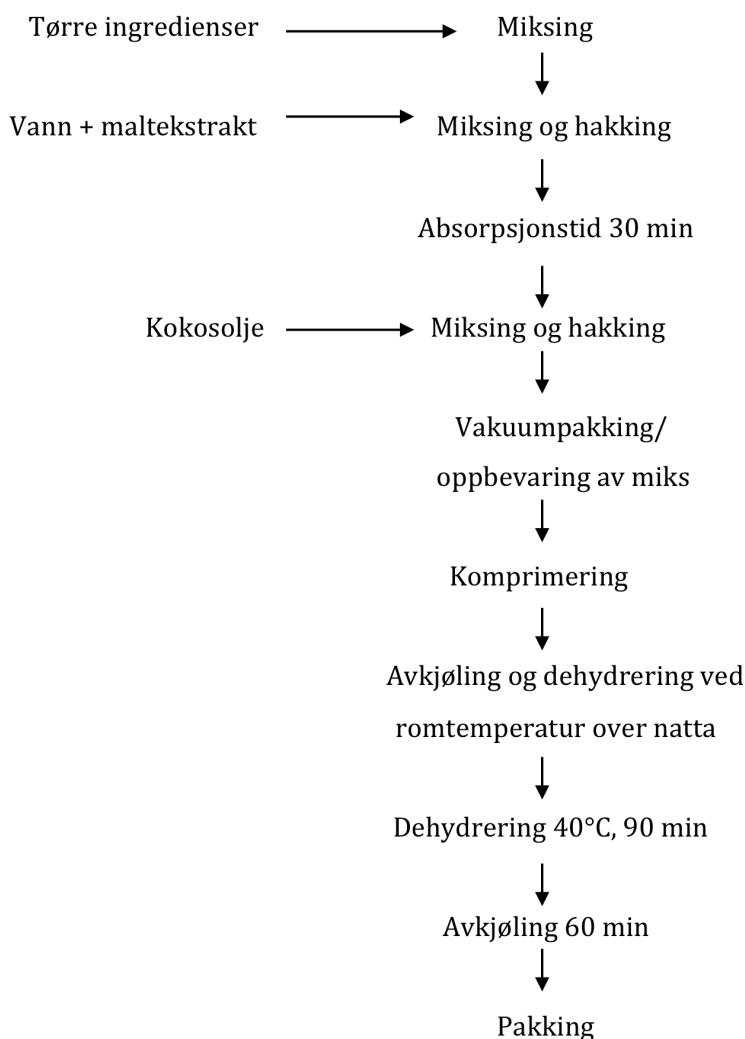 Tørre ingredienser
Miksing
Vann + maltekstrakt
Miksing og hakking
Absorpsjonstid 30 min
Kokosolje
Miksing og hakking
Vakuumpakking/
oppbevaring av miks
Komprimering
Avkjøling og dehydrering ved
romtemperatur over natta
Dehydrering 40°C, 90 min
Avkjøling 60 min
Pakking